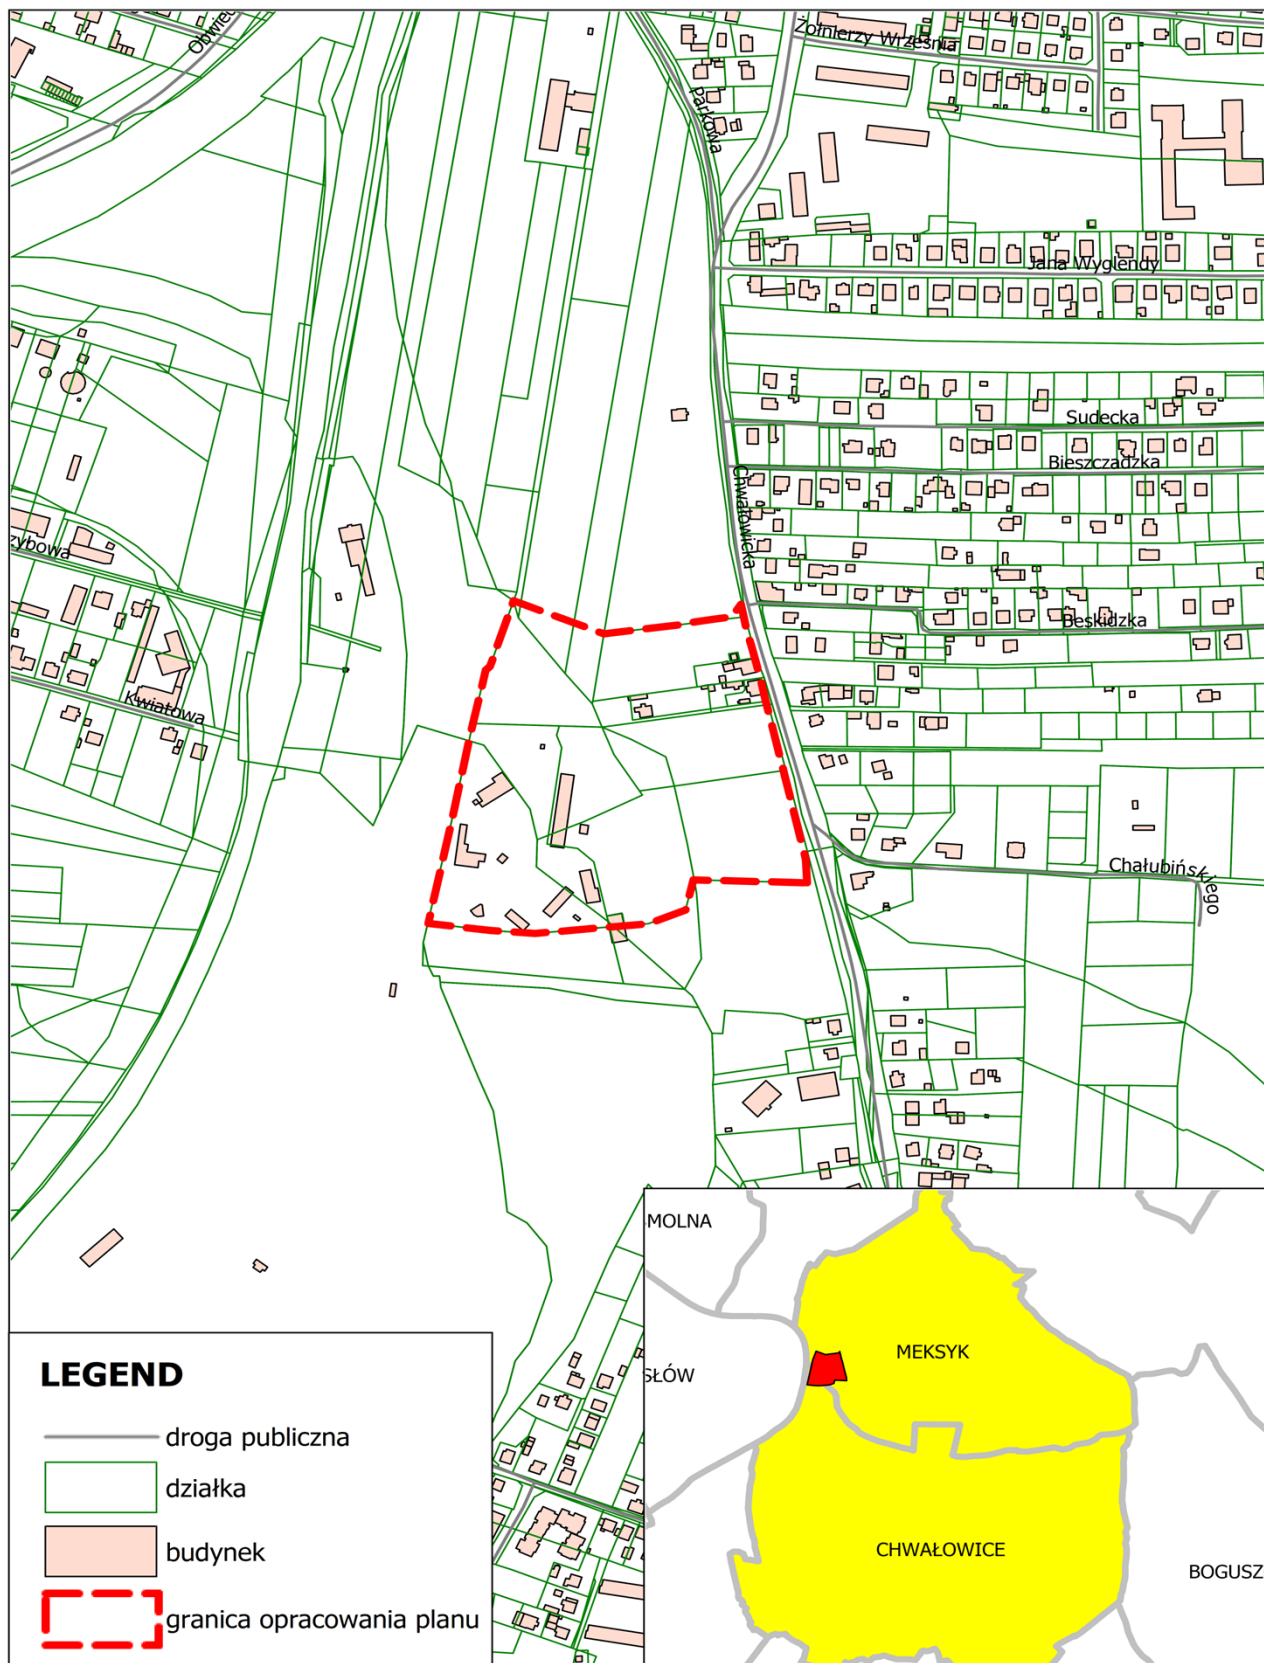 Obwied
Żołnierzy Września
Parkowa
Jana Wyglendy
Sudecka
Bieszczadzka
Chwałowicka
zybowa
Beskidzka
Kwiatowa
Chałubińskiego
MOLNA
MEKSYK
SŁÓW
CHWAŁOWICE
BOGUSZ
LEGEND
droga publiczna
działka
budynek
granica opracowania planu